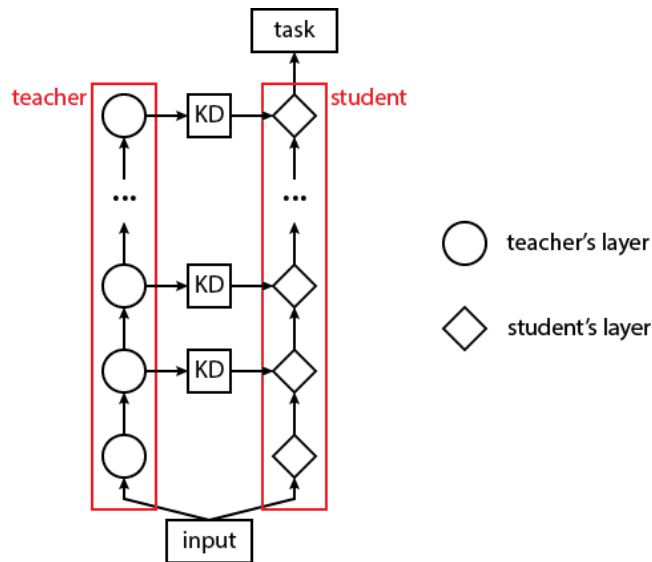 task
teacher
student
KD
...
...
KD
KD
input
teacher's layer
student's layer